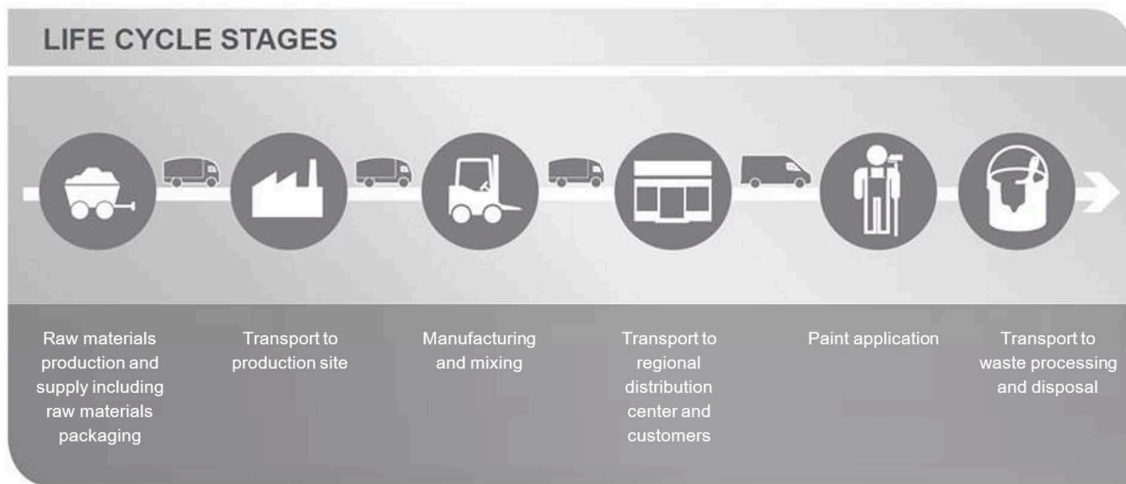 LIFE CYCLE STAGES
Raw materials
production and
supply including
raw materials
packaging
Transport to
production site
Manufacturing
and mixing
Transport to
regional
distribution
center and
customers
Paint application
Transport to
waste processing
and disposal